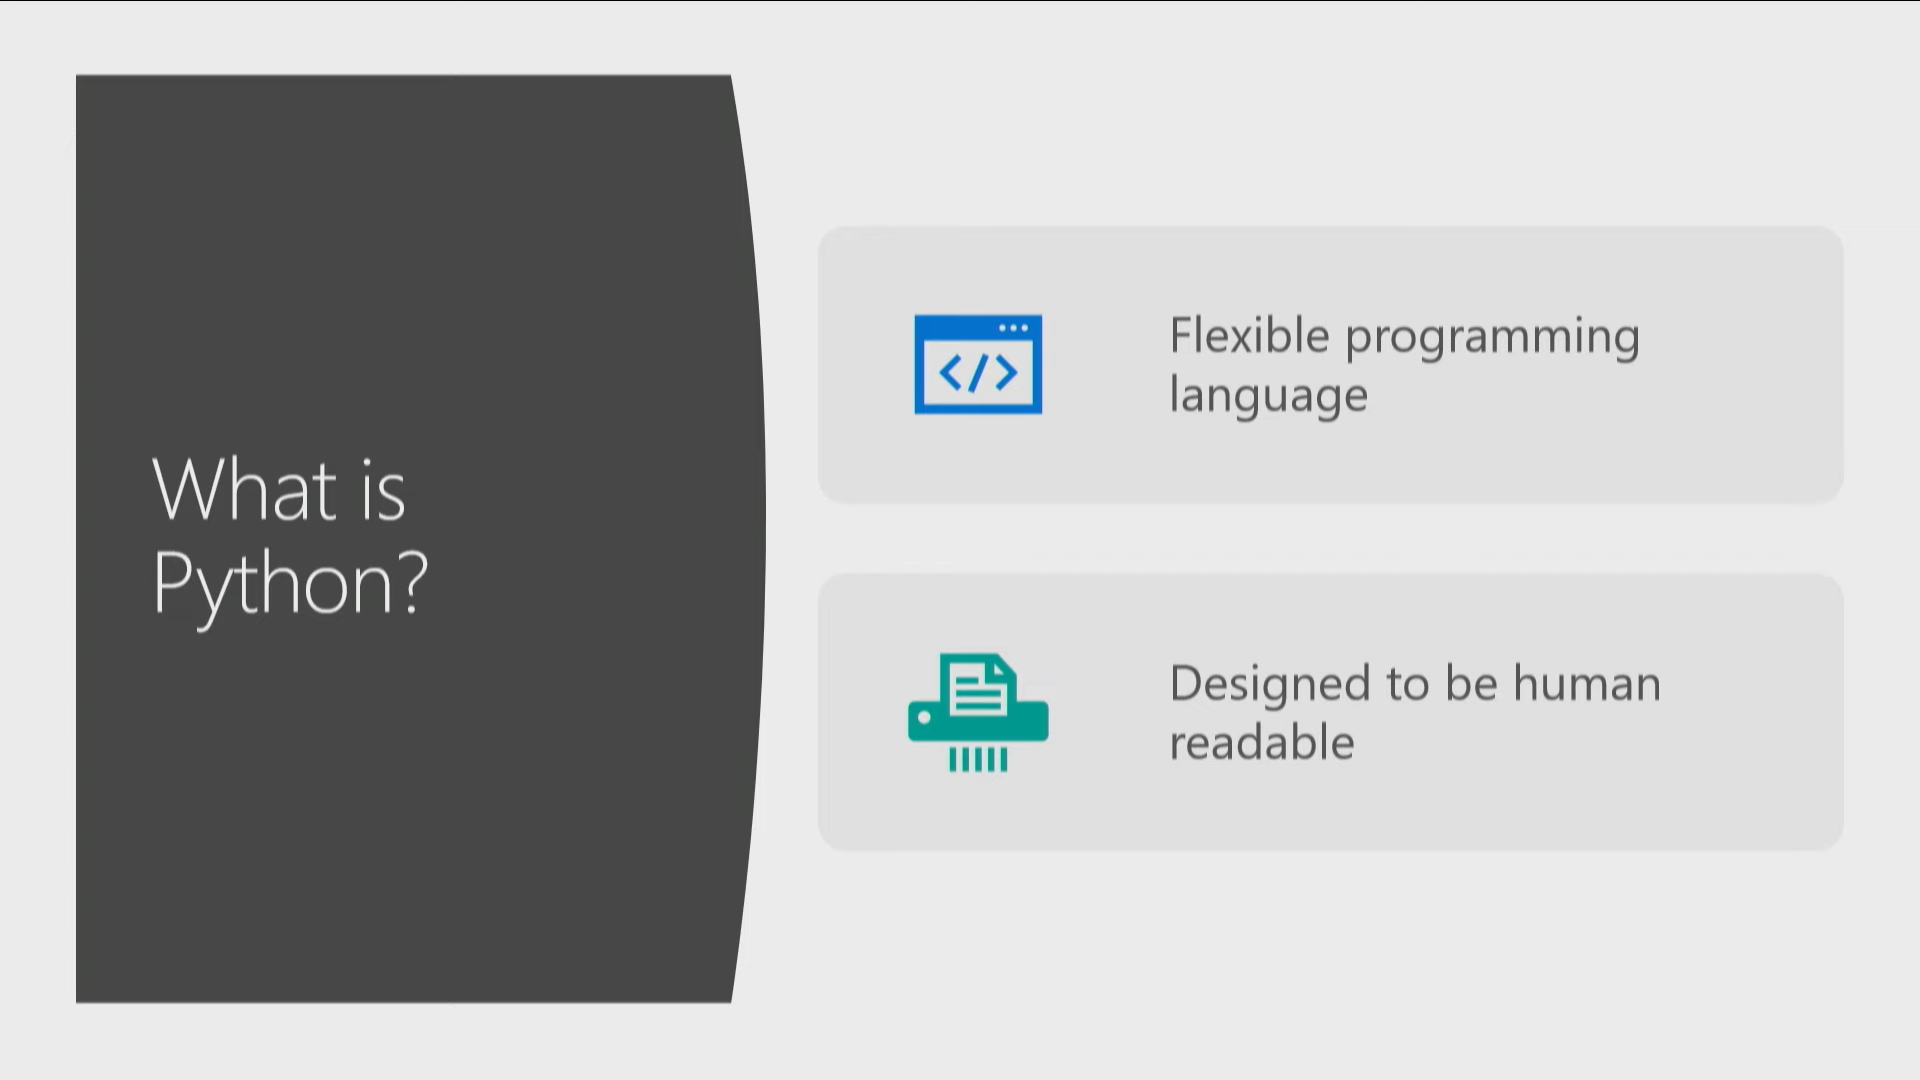 What is
Python?
</>
Flexible programming
language
Designed to be human
readable